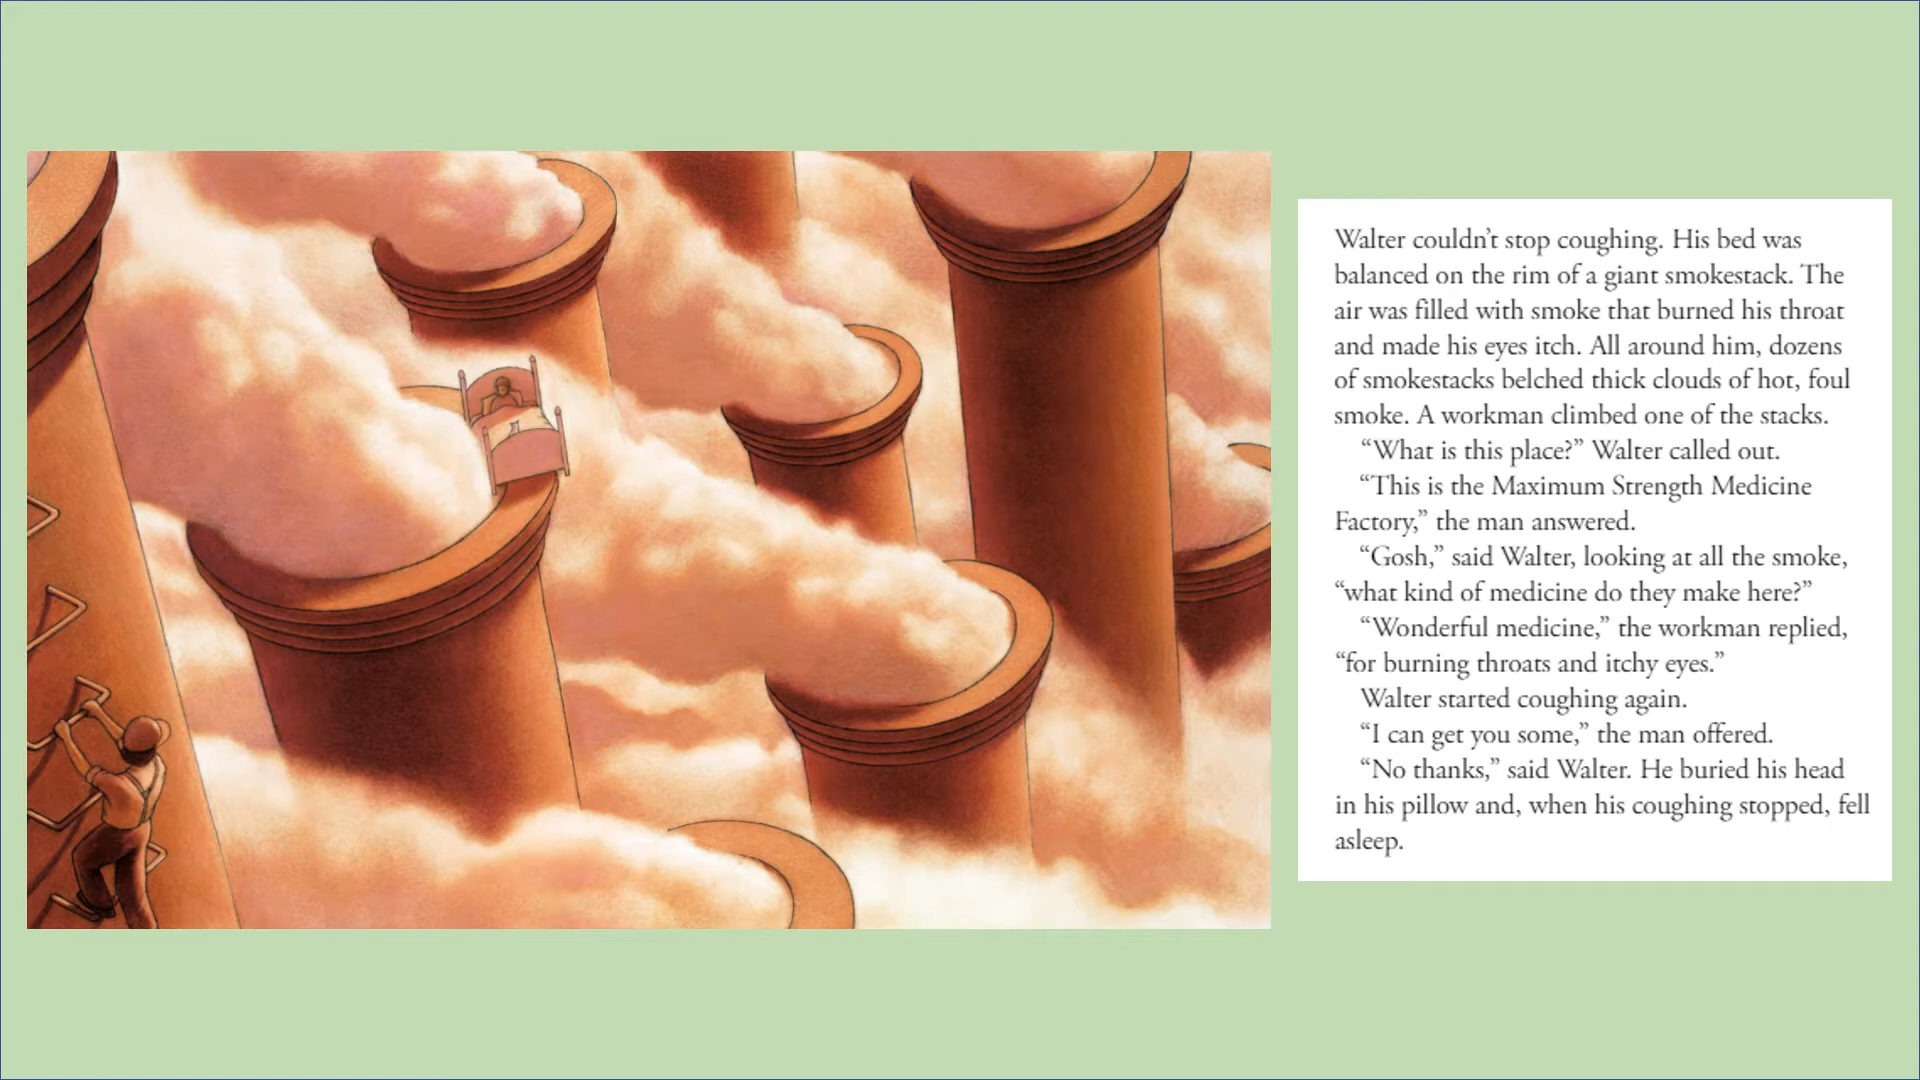 Walter couldn’t stop coughing. His bed was
balanced on the rim of a giant smokestack. The
air was filled with smoke that burned his throat
and made his eyes itch. All around him, dozens
of smokestacks belched thick clouds of hot, foul
smoke. A workman climbed one of the stacks.
“What is this place?” Walter called out.
“This is the Maximum Strength Medicine
Factory,” the man answered.
“Gosh,” said Walter, looking at all the smoke,
“what kind of medicine do they make here?”
“Wonderful medicine,” the workman replied,
“for burning throats and itchy eyes.”
Walter started coughing again.
“I can get you some,” the man offered.
“No thanks,” said Walter. He buried his head
in his pillow and, when his coughing stopped, fell
asleep.